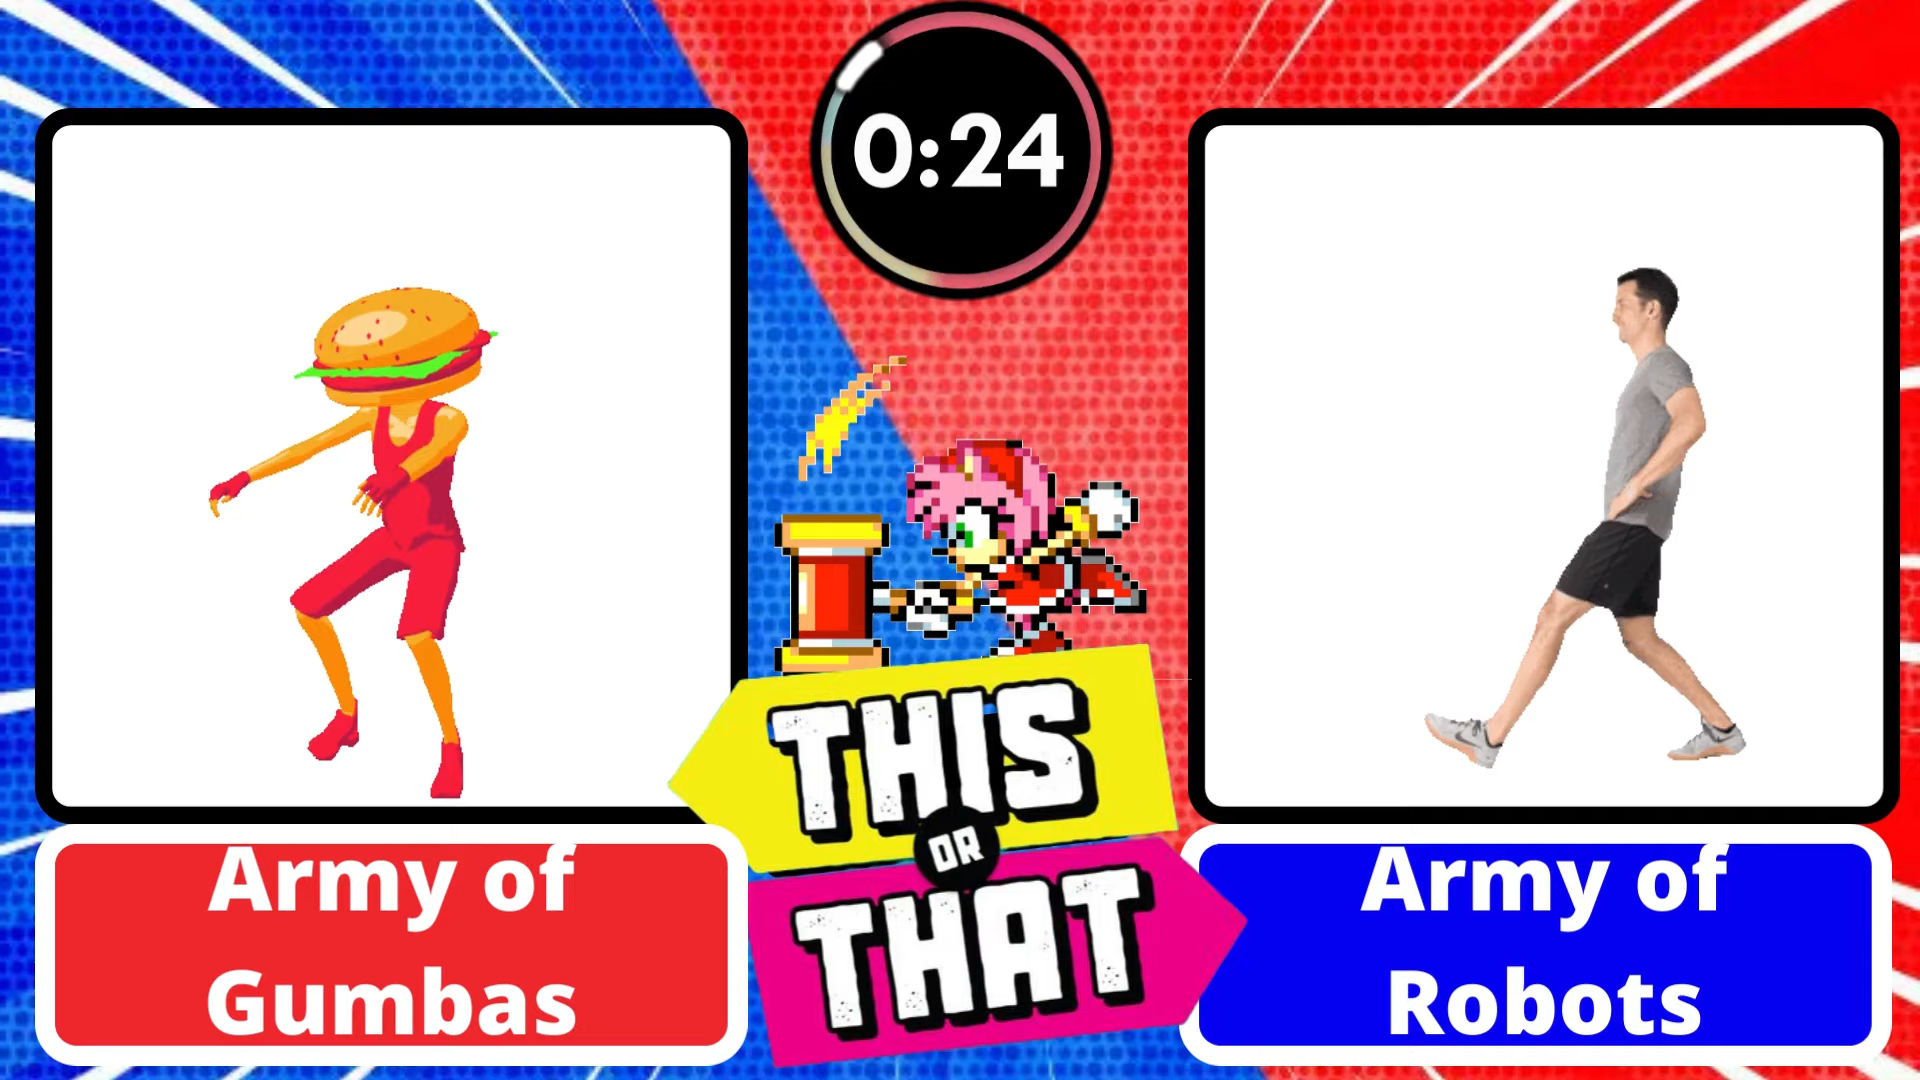 0:24
THIS
OR
THAT
Army of
Gumbas
Army of
Robots